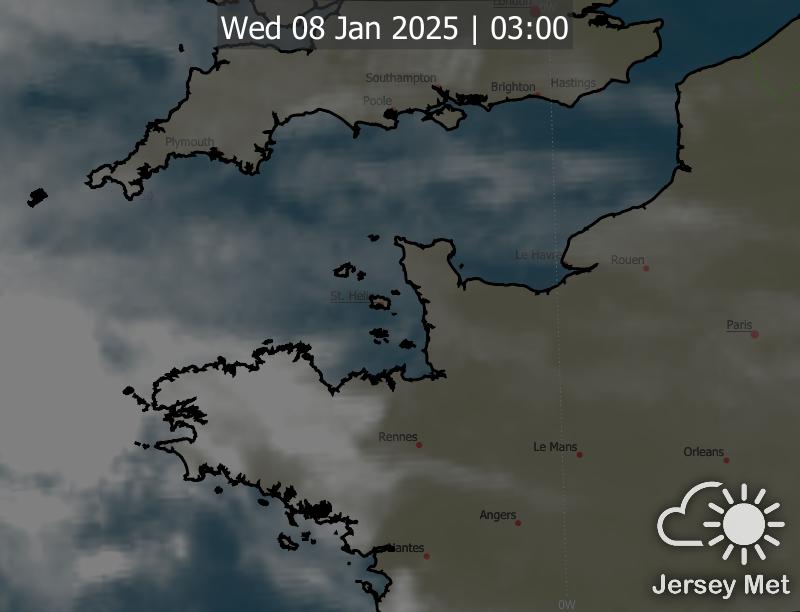 London
0W
Wed 08 Jan 2025 | 03:00
Southampton
Brighton
Hastings
Poole
Plymouth
Le Havre
Rouen
St. Helier
Paris
Rennes
Le Mans
Orleans
Angers
Nantes
0W
Jersey Met